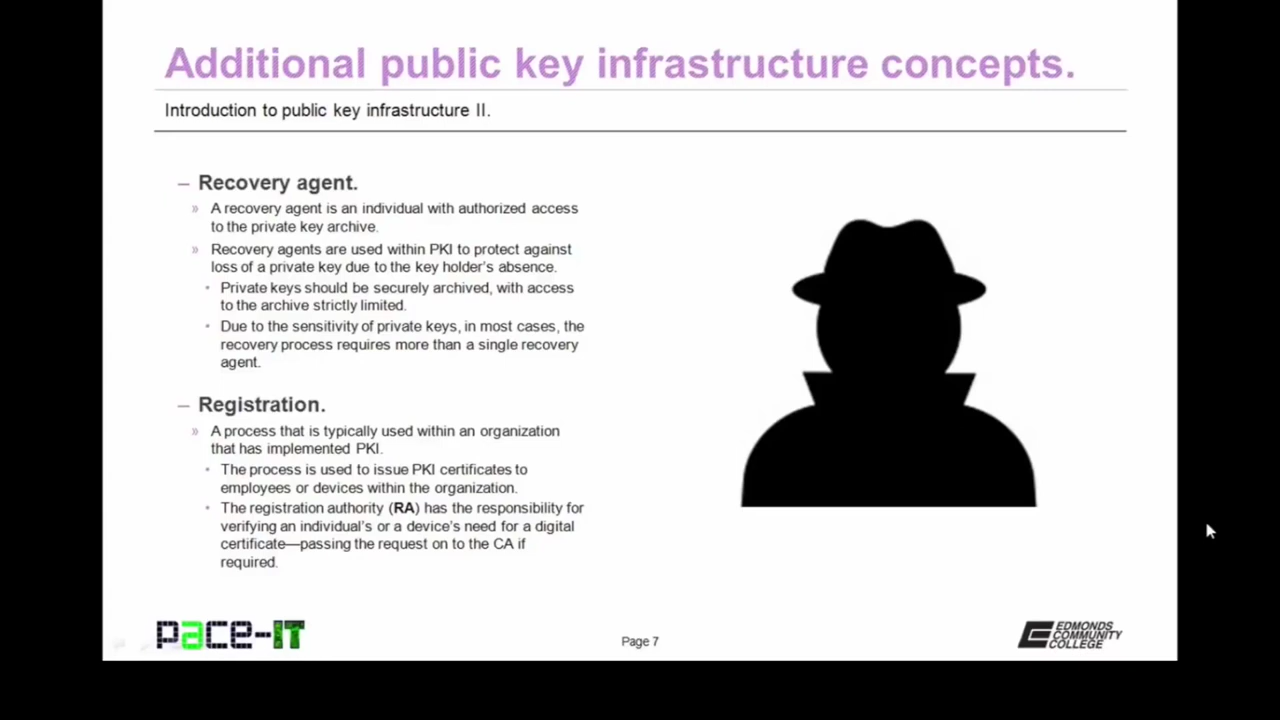 Additional public key infrastructure concepts.
Introduction to public key infrastructure II.
– Recovery agent.
» A recovery agent is an individual with authorized access
to the private key archive.
» Recovery agents are used within PKI to protect against
loss of a private key due to the key holder's absence.
• Private keys should be securely archived, with access
to the archive strictly limited.
• Due to the sensitivity of private keys, in most cases, the
recovery process requires more than a single recovery
agent.
– Registration.
» A process that is typically used within an organization
that has implemented PKI.
• The process is used to issue PKI certificates to
employees or devices within the organization.
• The registration authority (RA) has the responsibility for
verifying an individual's or a device's need for a digital
certificate—passing the request on to the CA if
required.
pace-IT
Page 7
EDMONDS
COMMUNITY
COLLEGE